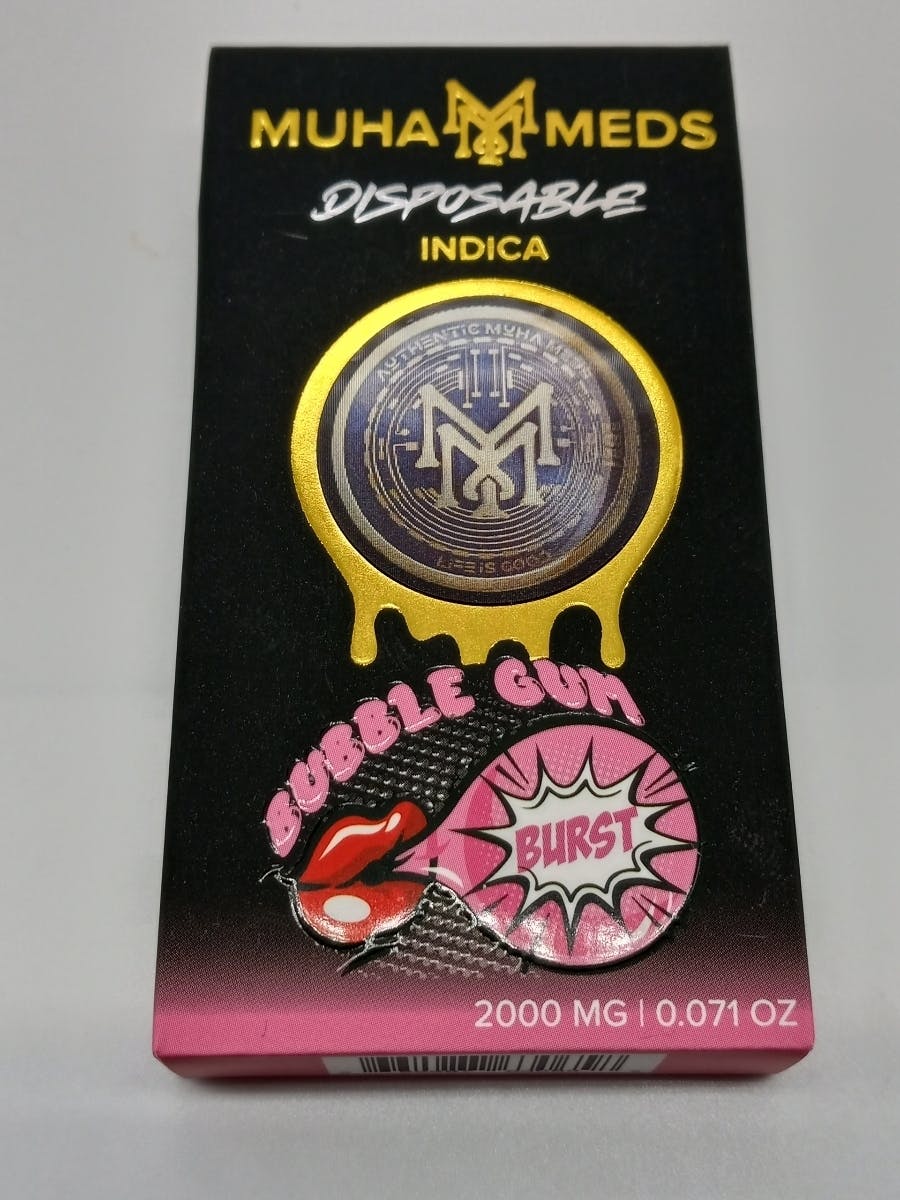 MUHA MEDS
DISPOSABLE
INDICA
AUTHENTIC MUHA MEDS
LIFE IS GOOD
BUBBLE GUM
BURST
2000 MG | 0.071 OZ